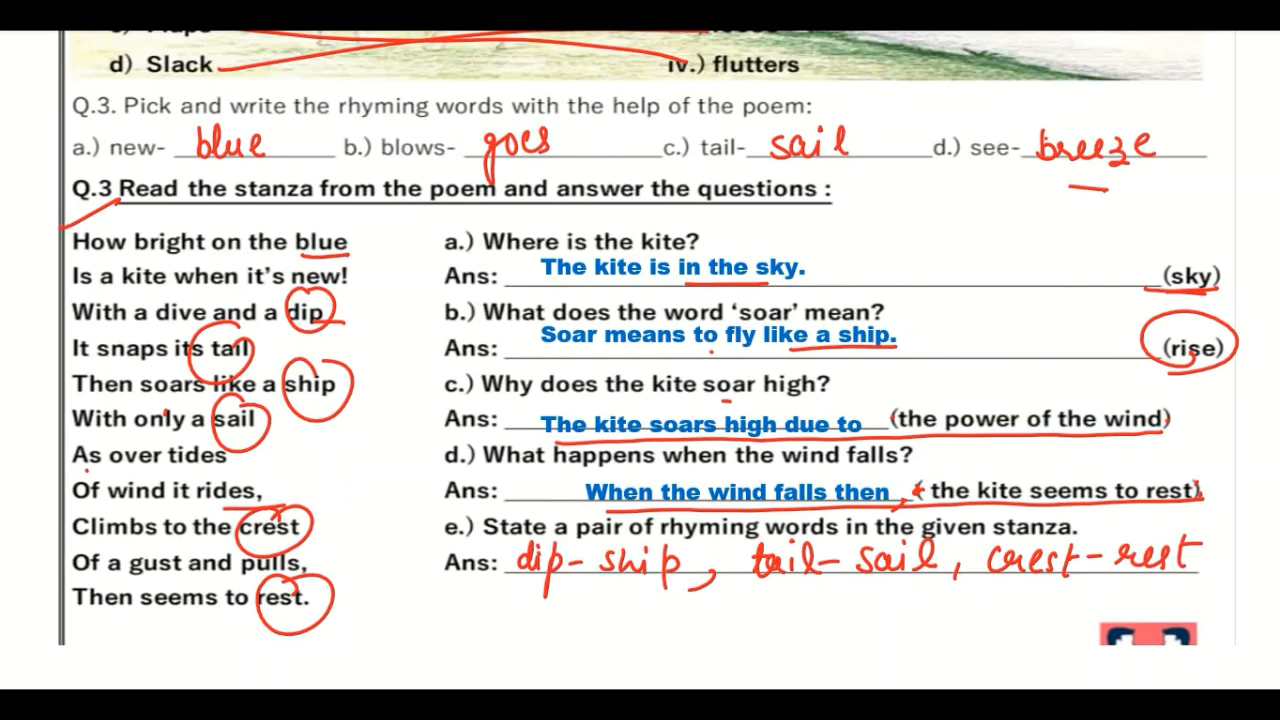 d) Slack iv.) flutters
Q.3. Pick and write the rhyming words with the help of the poem:
a.) new- blue b.) blows- goes c.) tail- sail d.) see- breeze
Q.3 Read the stanza from the poem and answer the questions :
How bright on the blue
Is a kite when it's new!
With a dive and a dip
It snaps its tail
Then soars like a ship
With only a sail
As over tides
Of wind it rides,
Climbs to the crest
Of a gust and pulls,
Then seems to rest.
a.) Where is the kite?
Ans: The kite is in the sky. (sky)
b.) What does the word 'soar' mean?
Ans: Soar means to fly like a ship. (rise)
c.) Why does the kite soar high?
Ans: The kite soars high due to (the power of the wind)
d.) What happens when the wind falls?
Ans: When the wind falls then , ( the kite seems to rest)
e.) State a pair of rhyming words in the given stanza.
Ans: dip- ship, tail- sail, crest-rest